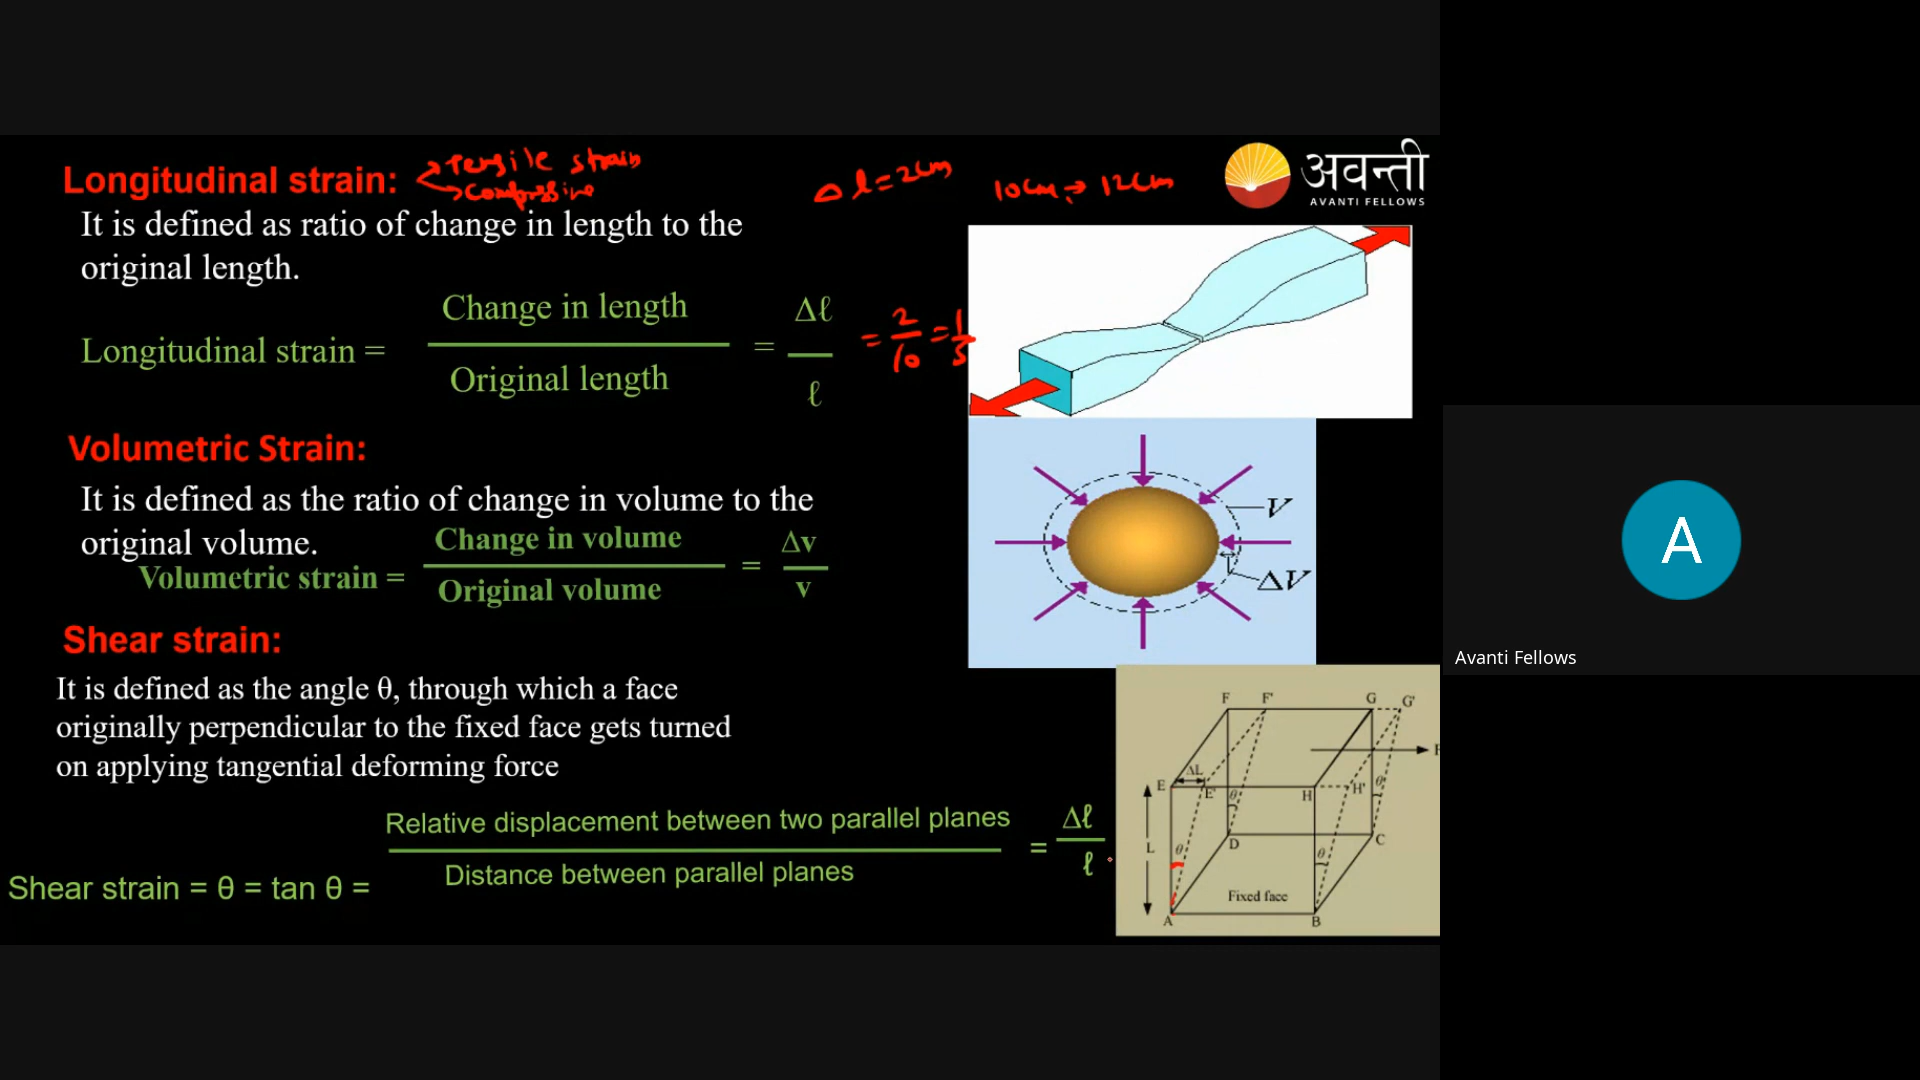 Longitudinal strain:
Tensile strain
Compressive
Δl=2cm
10cm → 12cm
अवन्ती
AVANTI FELLOWS
It is defined as ratio of change in length to the
original length.
Longitudinal strain =
Change in length
Original length
=
Δℓ
ℓ
= 2/10 = 1/5
Volumetric Strain:
It is defined as the ratio of change in volume to the
original volume.
Volumetric strain =
Change in volume
Original volume
=
Δv
v
V
ΔV
Shear strain:
It is defined as the angle θ, through which a face
originally perpendicular to the fixed face gets turned
on applying tangential deforming force
Shear strain = θ = tan θ =
Relative displacement between two parallel planes
Distance between parallel planes
=
Δℓ
ℓ
F F' G G'
F
ΔL
E E' θ H H' θ
L θ D θ C
Fixed face
A B
A
Avanti Fellows